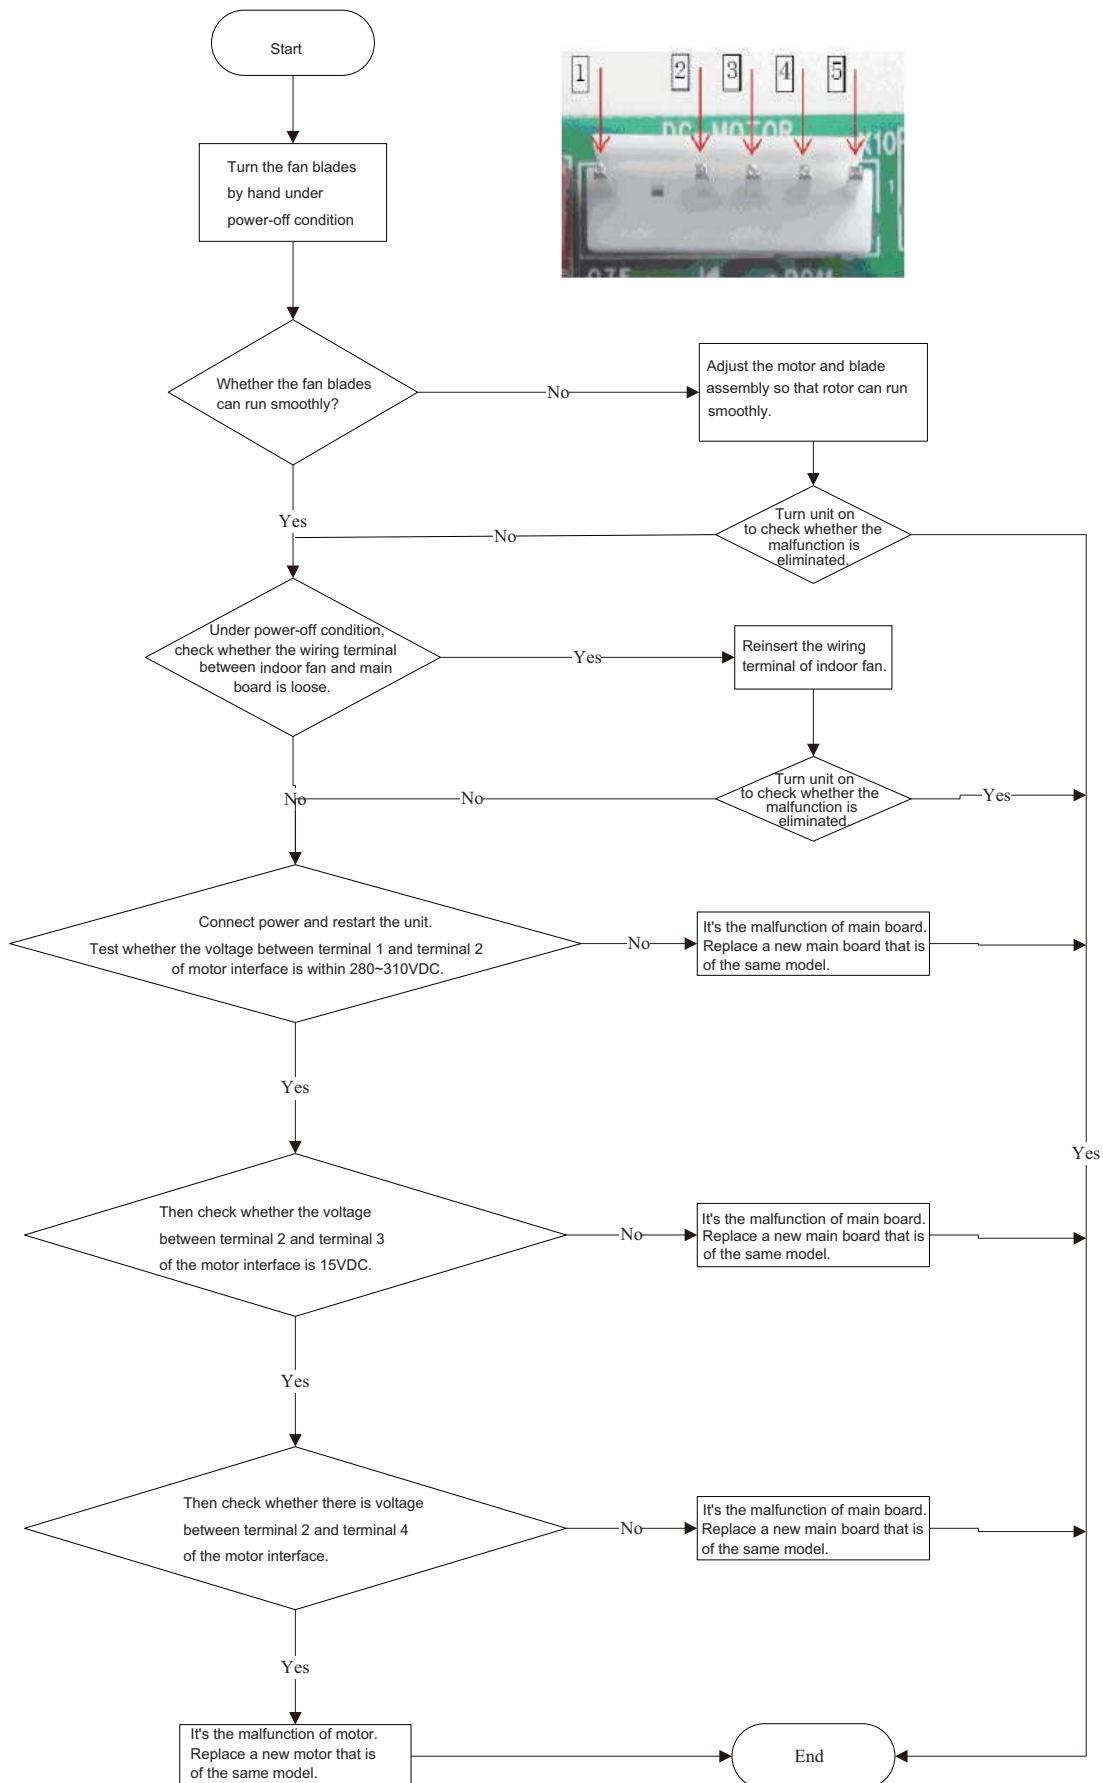 Start
1
2
3
4
5
DC MOTOR
Turn the fan blades
by hand under
power-off condition
Whether the fan blades
can run smoothly?
No
Adjust the motor and blade
assembly so that rotor can run
smoothly.
Yes
No
Turn unit on
to check whether the
malfunction is
eliminated.
Under power-off condition,
check whether the wiring terminal
between indoor fan and main
board is loose.
Yes
Reinsert the wiring
terminal of indoor fan.
No
No
Turn unit on
to check whether the
malfunction is
eliminated.
Yes
Connect power and restart the unit.
Test whether the voltage between terminal 1 and terminal 2
of motor interface is within 280~310VDC.
No
It's the malfunction of main board.
Replace a new main board that is
of the same model.
Yes
Yes
Then check whether the voltage
between terminal 2 and terminal 3
of the motor interface is 15VDC.
No
It's the malfunction of main board.
Replace a new main board that is
of the same model.
Yes
Then check whether there is voltage
between terminal 2 and terminal 4
of the motor interface.
No
It's the malfunction of main board.
Replace a new main board that is
of the same model.
Yes
It's the malfunction of motor.
Replace a new motor that is
of the same model.
End